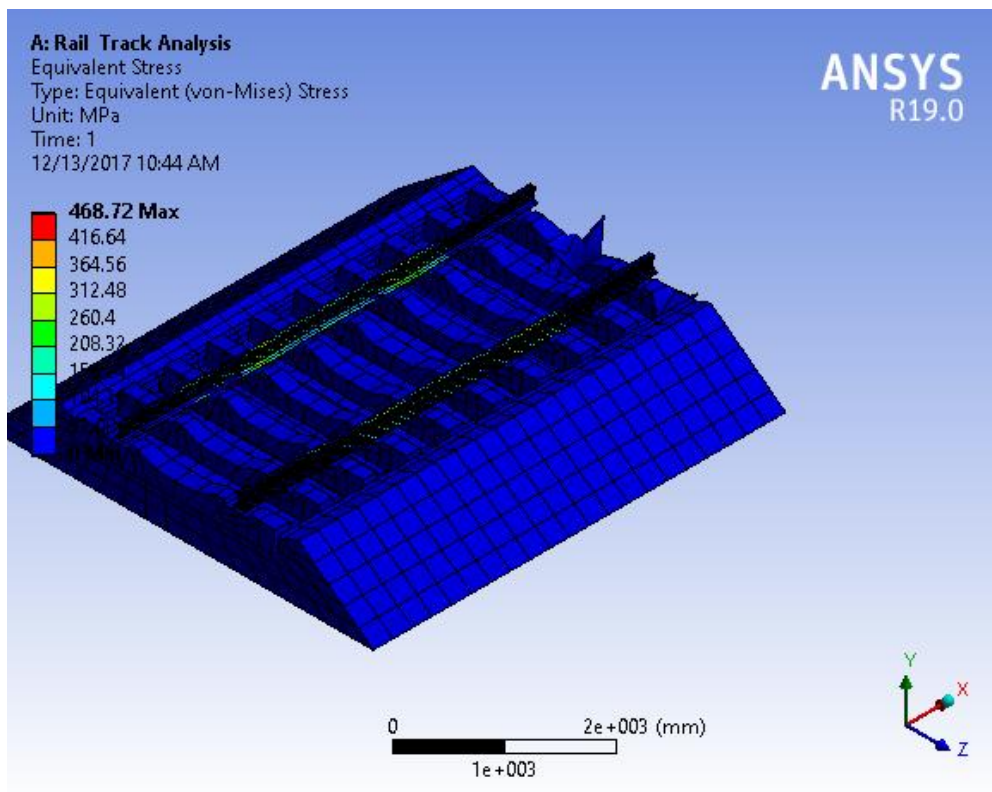 A: Rail Track Analysis
Equivalent Stress
Type: Equivalent (von-Mises) Stress
Unit: MPa
Time: 1
12/13/2017 10:44 AM
ANSYS
R19.0
468.72 Max
416.64
364.56
312.48
260.4
208.32
0
2e+003 (mm)
1e+003
Y
X
Z